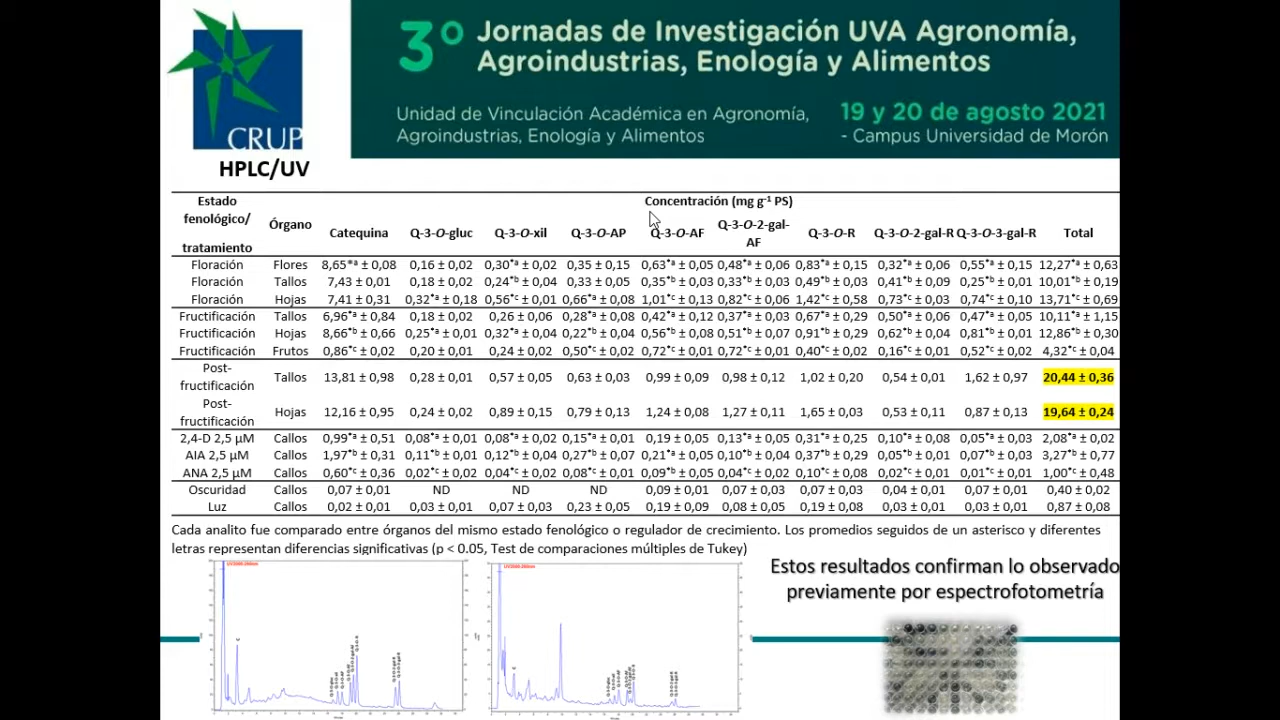 3° Jornadas de Investigación UVA Agronomía,
Agroindustrias, Enología y Alimentos
Unidad de Vinculación Académica en Agronomía,
Agroindustrias, Enología y Alimentos
19 y 20 de agosto 2021
- Campus Universidad de Morón
CRUP
HPLC/UV
Estado fenológico/ tratamiento Órgano Concentración (mg g⁻¹ PS)
Catequina Q-3-O-gluc Q-3-O-xil Q-3-O-AP Q-3-O-AF Q-3-O-2-gal-AF Q-3-O-R Q-3-O-2-gal-R Q-3-O-3-gal-R Total
Floración Flores 8,65*ª ± 0,08 0,16 ± 0,02 0,30*ª ± 0,02 0,35 ± 0,15 0,63*ª ± 0,05 0,48*ª ± 0,06 0,83*ª ± 0,15 0,32*ª ± 0,06 0,55*ª ± 0,15 12,27*ª ± 0,63
Floración Tallos 7,43 ± 0,01 0,18 ± 0,02 0,24*ᵇ ± 0,04 0,33 ± 0,05 0,35*ᵇ ± 0,03 0,33*ᵇ ± 0,03 0,49*ᵇ ± 0,03 0,41*ᵇ ± 0,09 0,25*ᵇ ± 0,01 10,01*ᵇ ± 0,19
Floración Hojas 7,41 ± 0,31 0,32*ª ± 0,18 0,56*ᶜ ± 0,01 0,66*ª ± 0,08 1,01*ᶜ ± 0,13 0,82*ᶜ ± 0,06 1,42*ᶜ ± 0,58 0,73*ᶜ ± 0,03 0,74*ᶜ ± 0,10 13,71*ᶜ ± 0,69
Fructificación Tallos 6,96*ª ± 0,84 0,18 ± 0,02 0,26 ± 0,06 0,28*ª ± 0,08 0,42*ª ± 0,12 0,37*ª ± 0,03 0,67*ª ± 0,29 0,50*ª ± 0,06 0,47*ª ± 0,05 10,11*ª ± 1,15
Fructificación Hojas 8,66*ᵇ ± 0,66 0,25*ª ± 0,01 0,32*ª ± 0,04 0,22*ᵇ ± 0,04 0,56*ᵇ ± 0,08 0,51*ᵇ ± 0,07 0,91*ᵇ ± 0,29 0,62*ᵇ ± 0,04 0,81*ᵇ ± 0,01 12,86*ᵇ ± 0,30
Fructificación Frutos 0,86*ᶜ ± 0,02 0,20 ± 0,01 0,24 ± 0,02 0,50*ᶜ ± 0,02 0,72*ᶜ ± 0,01 0,72*ᶜ ± 0,01 0,40*ᶜ ± 0,02 0,16*ᶜ ± 0,01 0,52*ᶜ ± 0,02 4,32*ᶜ ± 0,04
Post-fructificación Tallos 13,81 ± 0,98 0,28 ± 0,01 0,57 ± 0,05 0,63 ± 0,03 0,99 ± 0,09 0,98 ± 0,12 1,02 ± 0,20 0,54 ± 0,01 1,62 ± 0,97 20,44 ± 0,36
Post-fructificación Hojas 12,16 ± 0,95 0,24 ± 0,02 0,89 ± 0,15 0,79 ± 0,13 1,24 ± 0,08 1,27 ± 0,11 1,65 ± 0,03 0,53 ± 0,11 0,87 ± 0,13 19,64 ± 0,24
2,4-D 2,5 µM Callos 0,99*ª ± 0,51 0,08*ª ± 0,01 0,08*ª ± 0,02 0,15*ª ± 0,01 0,19 ± 0,05 0,13*ª ± 0,05 0,31*ª ± 0,25 0,10*ª ± 0,08 0,05*ª ± 0,03 2,08*ª ± 0,02
AIA 2,5 µM Callos 1,97*ᵇ ± 0,31 0,11*ᵇ ± 0,01 0,12*ᵇ ± 0,04 0,27*ᵇ ± 0,07 0,21*ª ± 0,05 0,10*ᵇ ± 0,04 0,37*ᵇ ± 0,29 0,05*ᵇ ± 0,01 0,07*ᵇ ± 0,03 3,27*ᵇ ± 0,77
ANA 2,5 µM Callos 0,60*ᶜ ± 0,36 0,02*ᶜ ± 0,02 0,04*ᶜ ± 0,02 0,08*ᶜ ± 0,01 0,09*ᵇ ± 0,05 0,04*ᶜ ± 0,02 0,10*ᶜ ± 0,08 0,02*ᶜ ± 0,01 0,01*ᶜ ± 0,01 1,00*ᶜ ± 0,48
Oscuridad Callos 0,07 ± 0,01 ND ND ND 0,09 ± 0,01 0,07 ± 0,03 0,07 ± 0,03 0,04 ± 0,01 0,07 ± 0,01 0,40 ± 0,02
Luz Callos 0,02 ± 0,01 0,03 ± 0,01 0,07 ± 0,03 0,23 ± 0,05 0,19 ± 0,09 0,08 ± 0,05 0,19 ± 0,08 0,03 ± 0,01 0,03 ± 0,01 0,87 ± 0,08
Cada analito fue comparado entre órganos del mismo estado fenológico o regulador de crecimiento. Los promedios seguidos de un asterisco y diferentes
letras representan diferencias significativas (p < 0.05, Test de comparaciones múltiples de Tukey)
Estos resultados confirman lo observado
previamente por espectrofotometría